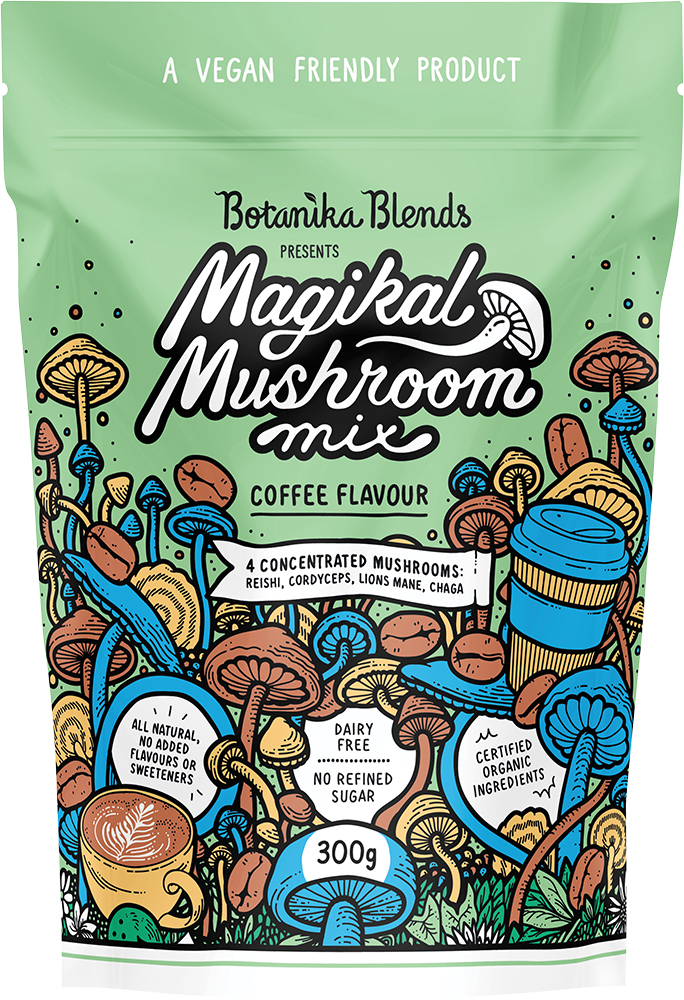 A VEGAN FRIENDLY PRODUCT
Botanika Blends
PRESENTS
Magikal
Mushroom
mix
COFFEE FLAVOUR
4 CONCENTRATED MUSHROOMS:
REISHI, CORDYCEPS, LIONS MANE, CHAGA
ALL NATURAL,
NO ADDED
FLAVOURS OR
SWEETENERS
DAIRY
FREE
NO REFINED
SUGAR
CERTIFIED
ORGANIC
INGREDIENTS
300g